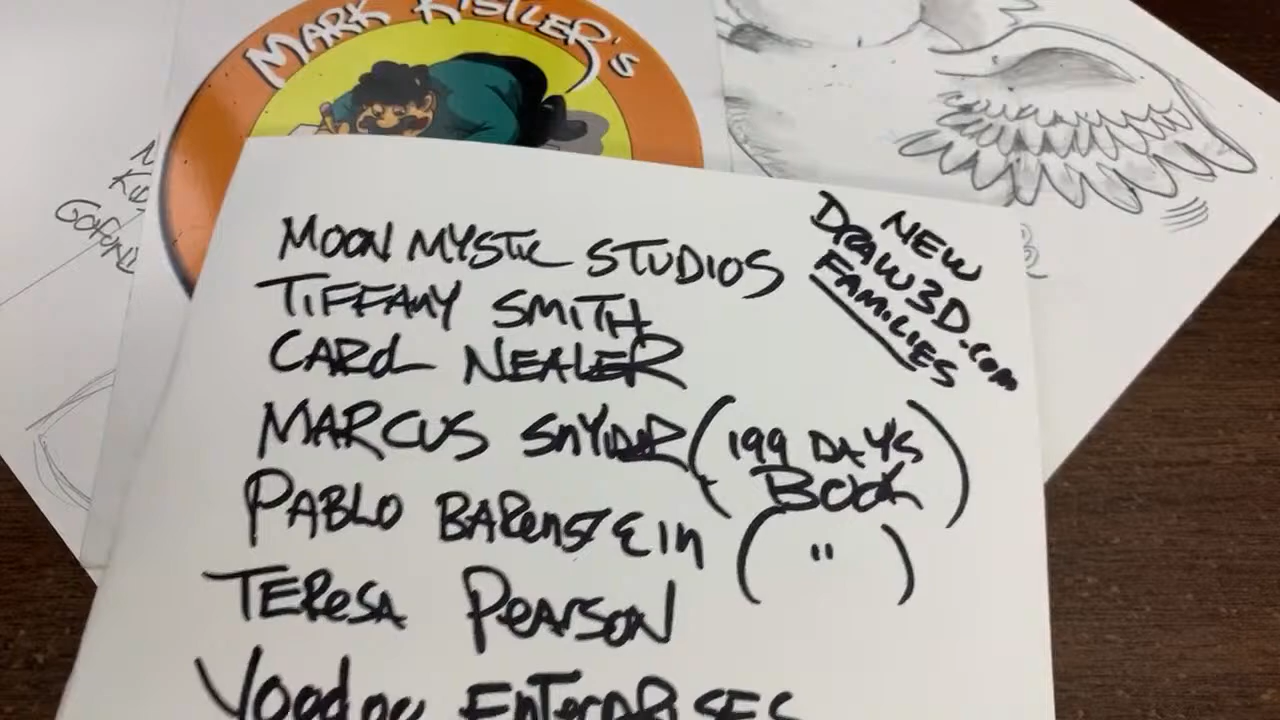 MARK KISTLER'S
MOON MYSTIC STUDIOS
TIFFANY SMITH
CAROL NEALER
MARCUS SNYDER (199 DAYS BOOK)
PABLO BARENSTEIN (")
TERESA PEARSON
VOODOO ENTERPRISES
NEW
DRAW3D.COM
FAMILIES